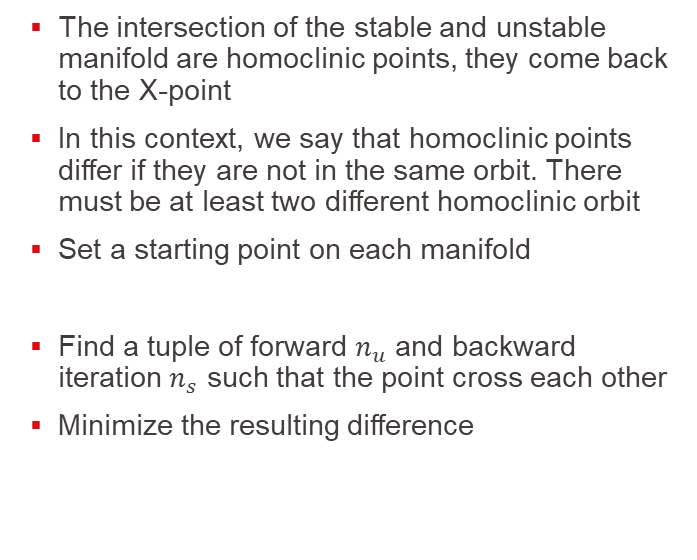 ▪ The intersection of the stable and unstable
manifold are homoclinic points, they come back
to the X-point
▪ In this context, we say that homoclinic points
differ if they are not in the same orbit. There
must be at least two different homoclinic orbit
▪ Set a starting point on each manifold
▪ Find a tuple of forward n_u and backward
iteration n_s such that the point cross each other
▪ Minimize the resulting difference